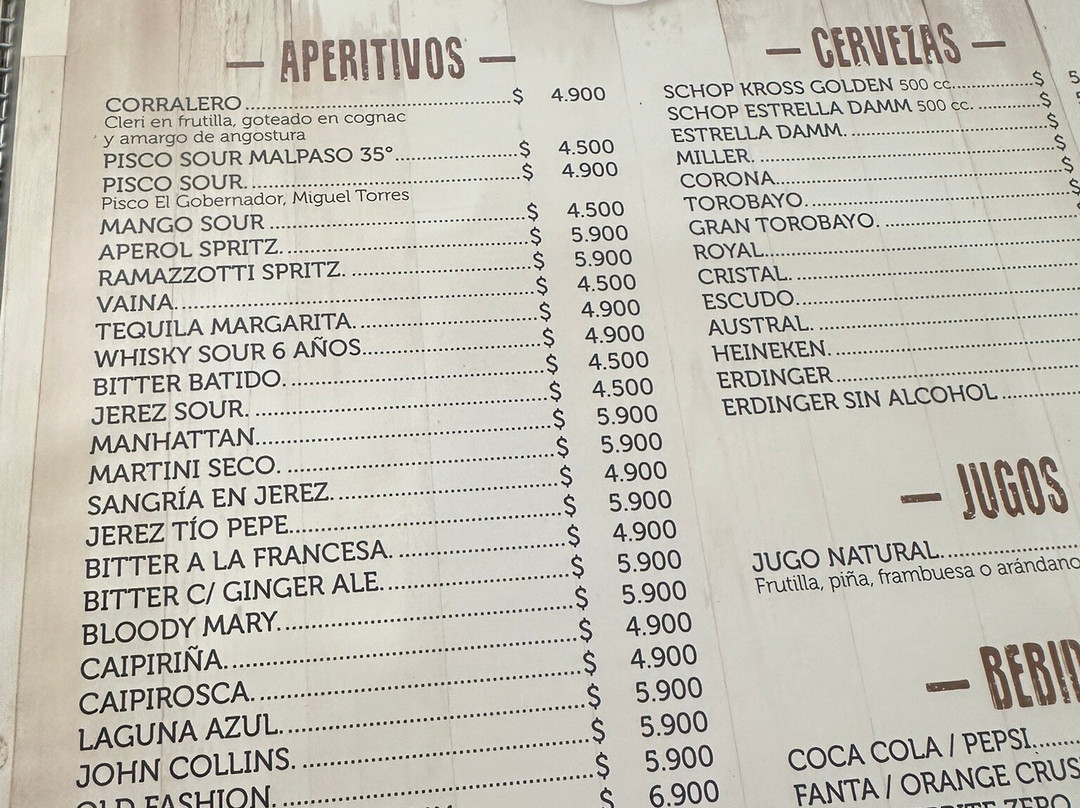 — APERITIVOS —
CORRALERO $ 4.900
Cleri en frutilla, goteado en cognac
y amargo de angostura
PISCO SOUR MALPASO 35° $ 4.500
PISCO SOUR. $ 4.900
Pisco El Gobernador, Miguel Torres
MANGO SOUR $ 4.500
APEROL SPRITZ. $ 5.900
RAMAZZOTTI SPRITZ. $ 5.900
VAINA $ 4.500
TEQUILA MARGARITA. $ 4.900
WHISKY SOUR 6 AÑOS $ 4.900
BITTER BATIDO. $ 4.500
JEREZ SOUR. $ 4.500
MANHATTAN $ 5.900
MARTINI SECO. $ 5.900
SANGRÍA EN JEREZ. $ 4.900
JEREZ TÍO PEPE $ 5.900
BITTER A LA FRANCESA. $ 4.900
BITTER C/ GINGER ALE. $ 5.900
BLOODY MARY. $ 5.900
CAIPIRIÑA $ 4.900
CAIPIROSCA. $ 4.900
LAGUNA AZUL $ 5.900
JOHN COLLINS. $ 5.900
OLD FASHION. $ 5.900
$ 6.900
— CERVEZAS —
SCHOP KROSS GOLDEN 500 cc. $ 5
SCHOP ESTRELLA DAMM 500 cc. $
ESTRELLA DAMM. $
MILLER. $
CORONA $
TOROBAYO. $
GRAN TOROBAYO.
ROYAL
CRISTAL.
ESCUDO
AUSTRAL.
HEINEKEN.
ERDINGER
ERDINGER SIN ALCOHOL
— JUGOS
JUGO NATURAL
Frutilla, piña, frambuesa o arándano
— BEBID
COCA COLA / PEPSI.
FANTA / ORANGE CRUS
ZERO